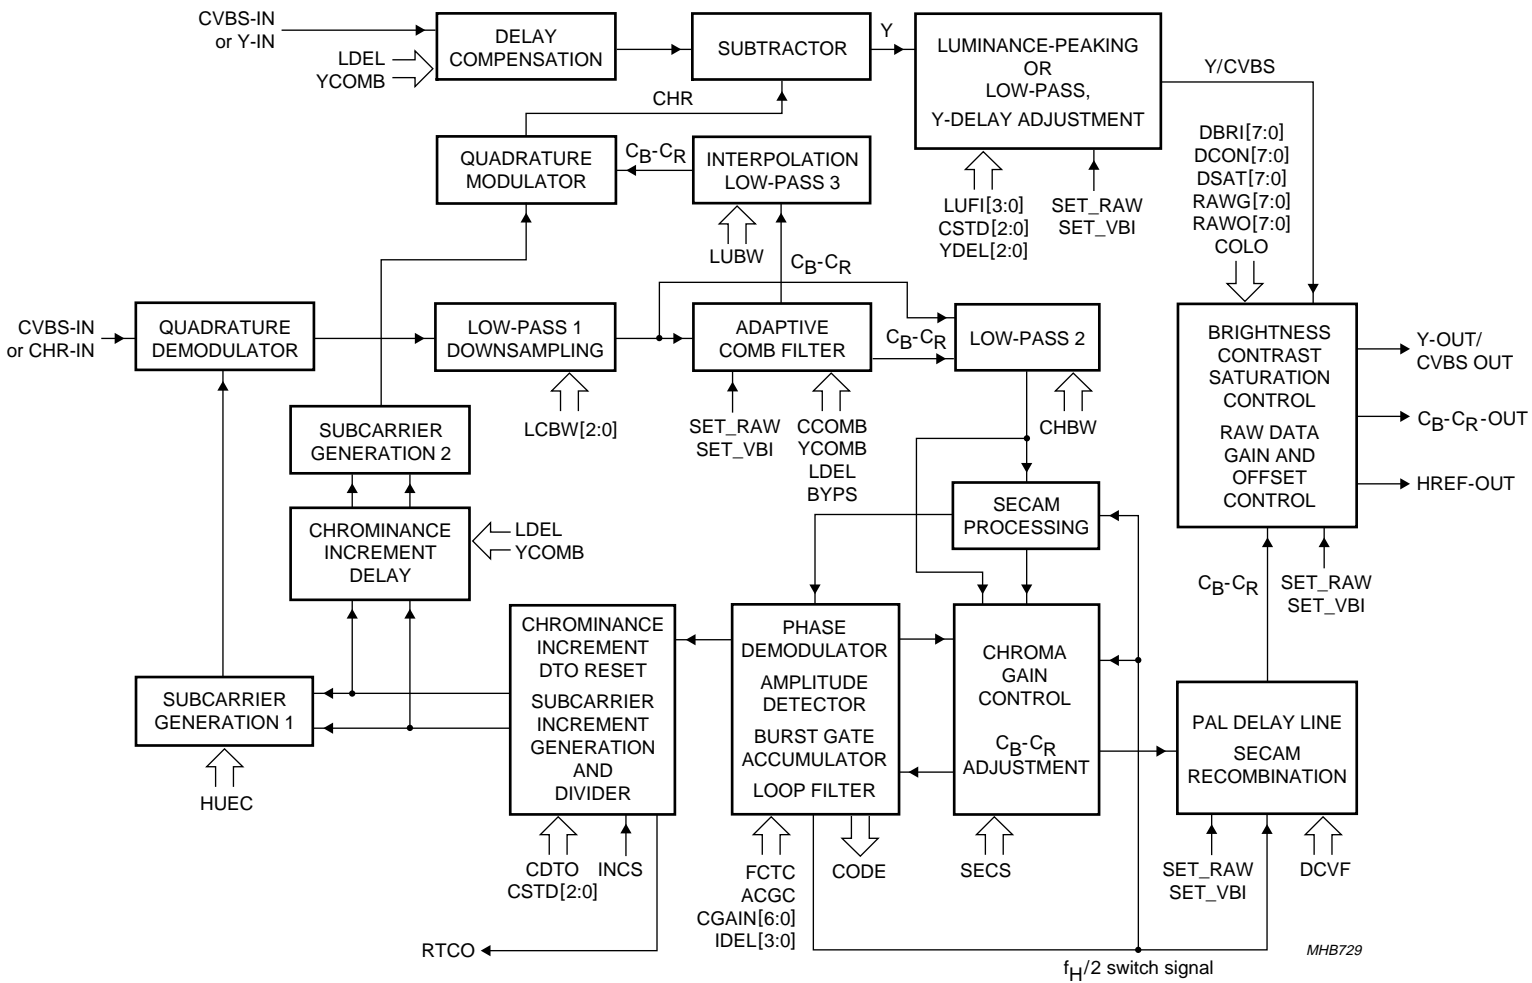 CVBS-IN
or Y-IN
LDEL
YCOMB
DELAY
COMPENSATION
SUBTRACTOR
Y
LUMINANCE-PEAKING
OR
LOW-PASS,
Y-DELAY ADJUSTMENT
Y/CVBS
CHR
QUADRATURE
MODULATOR
CB-CR
INTERPOLATION
LOW-PASS 3
LUBW
CB-CR
LUFI[3:0]
CSTD[2:0]
YDEL[2:0]
SET_RAW
SET_VBI
DBRI[7:0]
DCON[7:0]
DSAT[7:0]
RAWG[7:0]
RAWO[7:0]
COLO
CVBS-IN
or CHR-IN
QUADRATURE
DEMODULATOR
LOW-PASS 1
DOWNSAMPLING
LCBW[2:0]
ADAPTIVE
COMB FILTER
CB-CR
LOW-PASS 2
SET_RAW
SET_VBI
CCOMB
YCOMB
LDEL
BYPS
CHBW
BRIGHTNESS
CONTRAST
SATURATION
CONTROL
RAW DATA
GAIN AND
OFFSET
CONTROL
Y-OUT/
CVBS OUT
CB-CR-OUT
HREF-OUT
SUBCARRIER
GENERATION 2
CHROMINANCE
INCREMENT
DELAY
LDEL
YCOMB
SECAM
PROCESSING
CB-CR
SET_RAW
SET_VBI
SUBCARRIER
GENERATION 1
HUEC
CHROMINANCE
INCREMENT
DTO RESET
SUBCARRIER
INCREMENT
GENERATION
AND
DIVIDER
PHASE
DEMODULATOR
AMPLITUDE
DETECTOR
BURST GATE
ACCUMULATOR
LOOP FILTER
CHROMA
GAIN
CONTROL
CB-CR
ADJUSTMENT
PAL DELAY LINE
SECAM
RECOMBINATION
CDTO
CSTD[2:0]
INCS
FCTC
ACGC
CGAIN[6:0]
IDEL[3:0]
CODE
SECS
SET_RAW
SET_VBI
DCVF
RTCO
fH/2 switch signal
MHB729